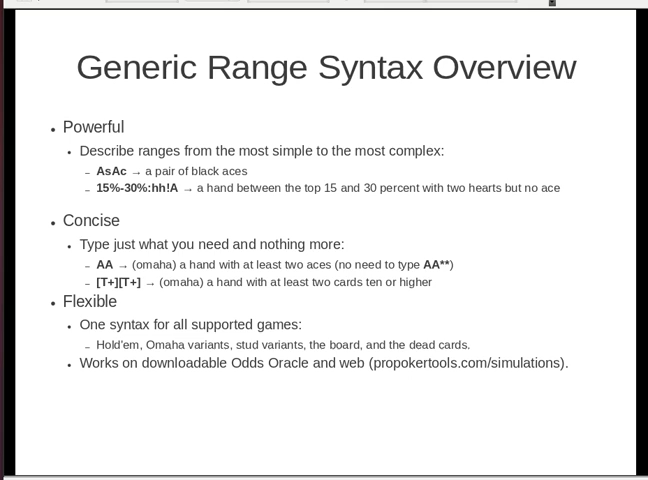 Generic Range Syntax Overview
• Powerful
• Describe ranges from the most simple to the most complex:
– AsAc → a pair of black aces
– 15%-30%:hh!A → a hand between the top 15 and 30 percent with two hearts but no ace
• Concise
• Type just what you need and nothing more:
– AA → (omaha) a hand with at least two aces (no need to type AA**)
– [T+][T+] → (omaha) a hand with at least two cards ten or higher
• Flexible
• One syntax for all supported games:
– Hold'em, Omaha variants, stud variants, the board, and the dead cards.
• Works on downloadable Odds Oracle and web (propokertools.com/simulations).